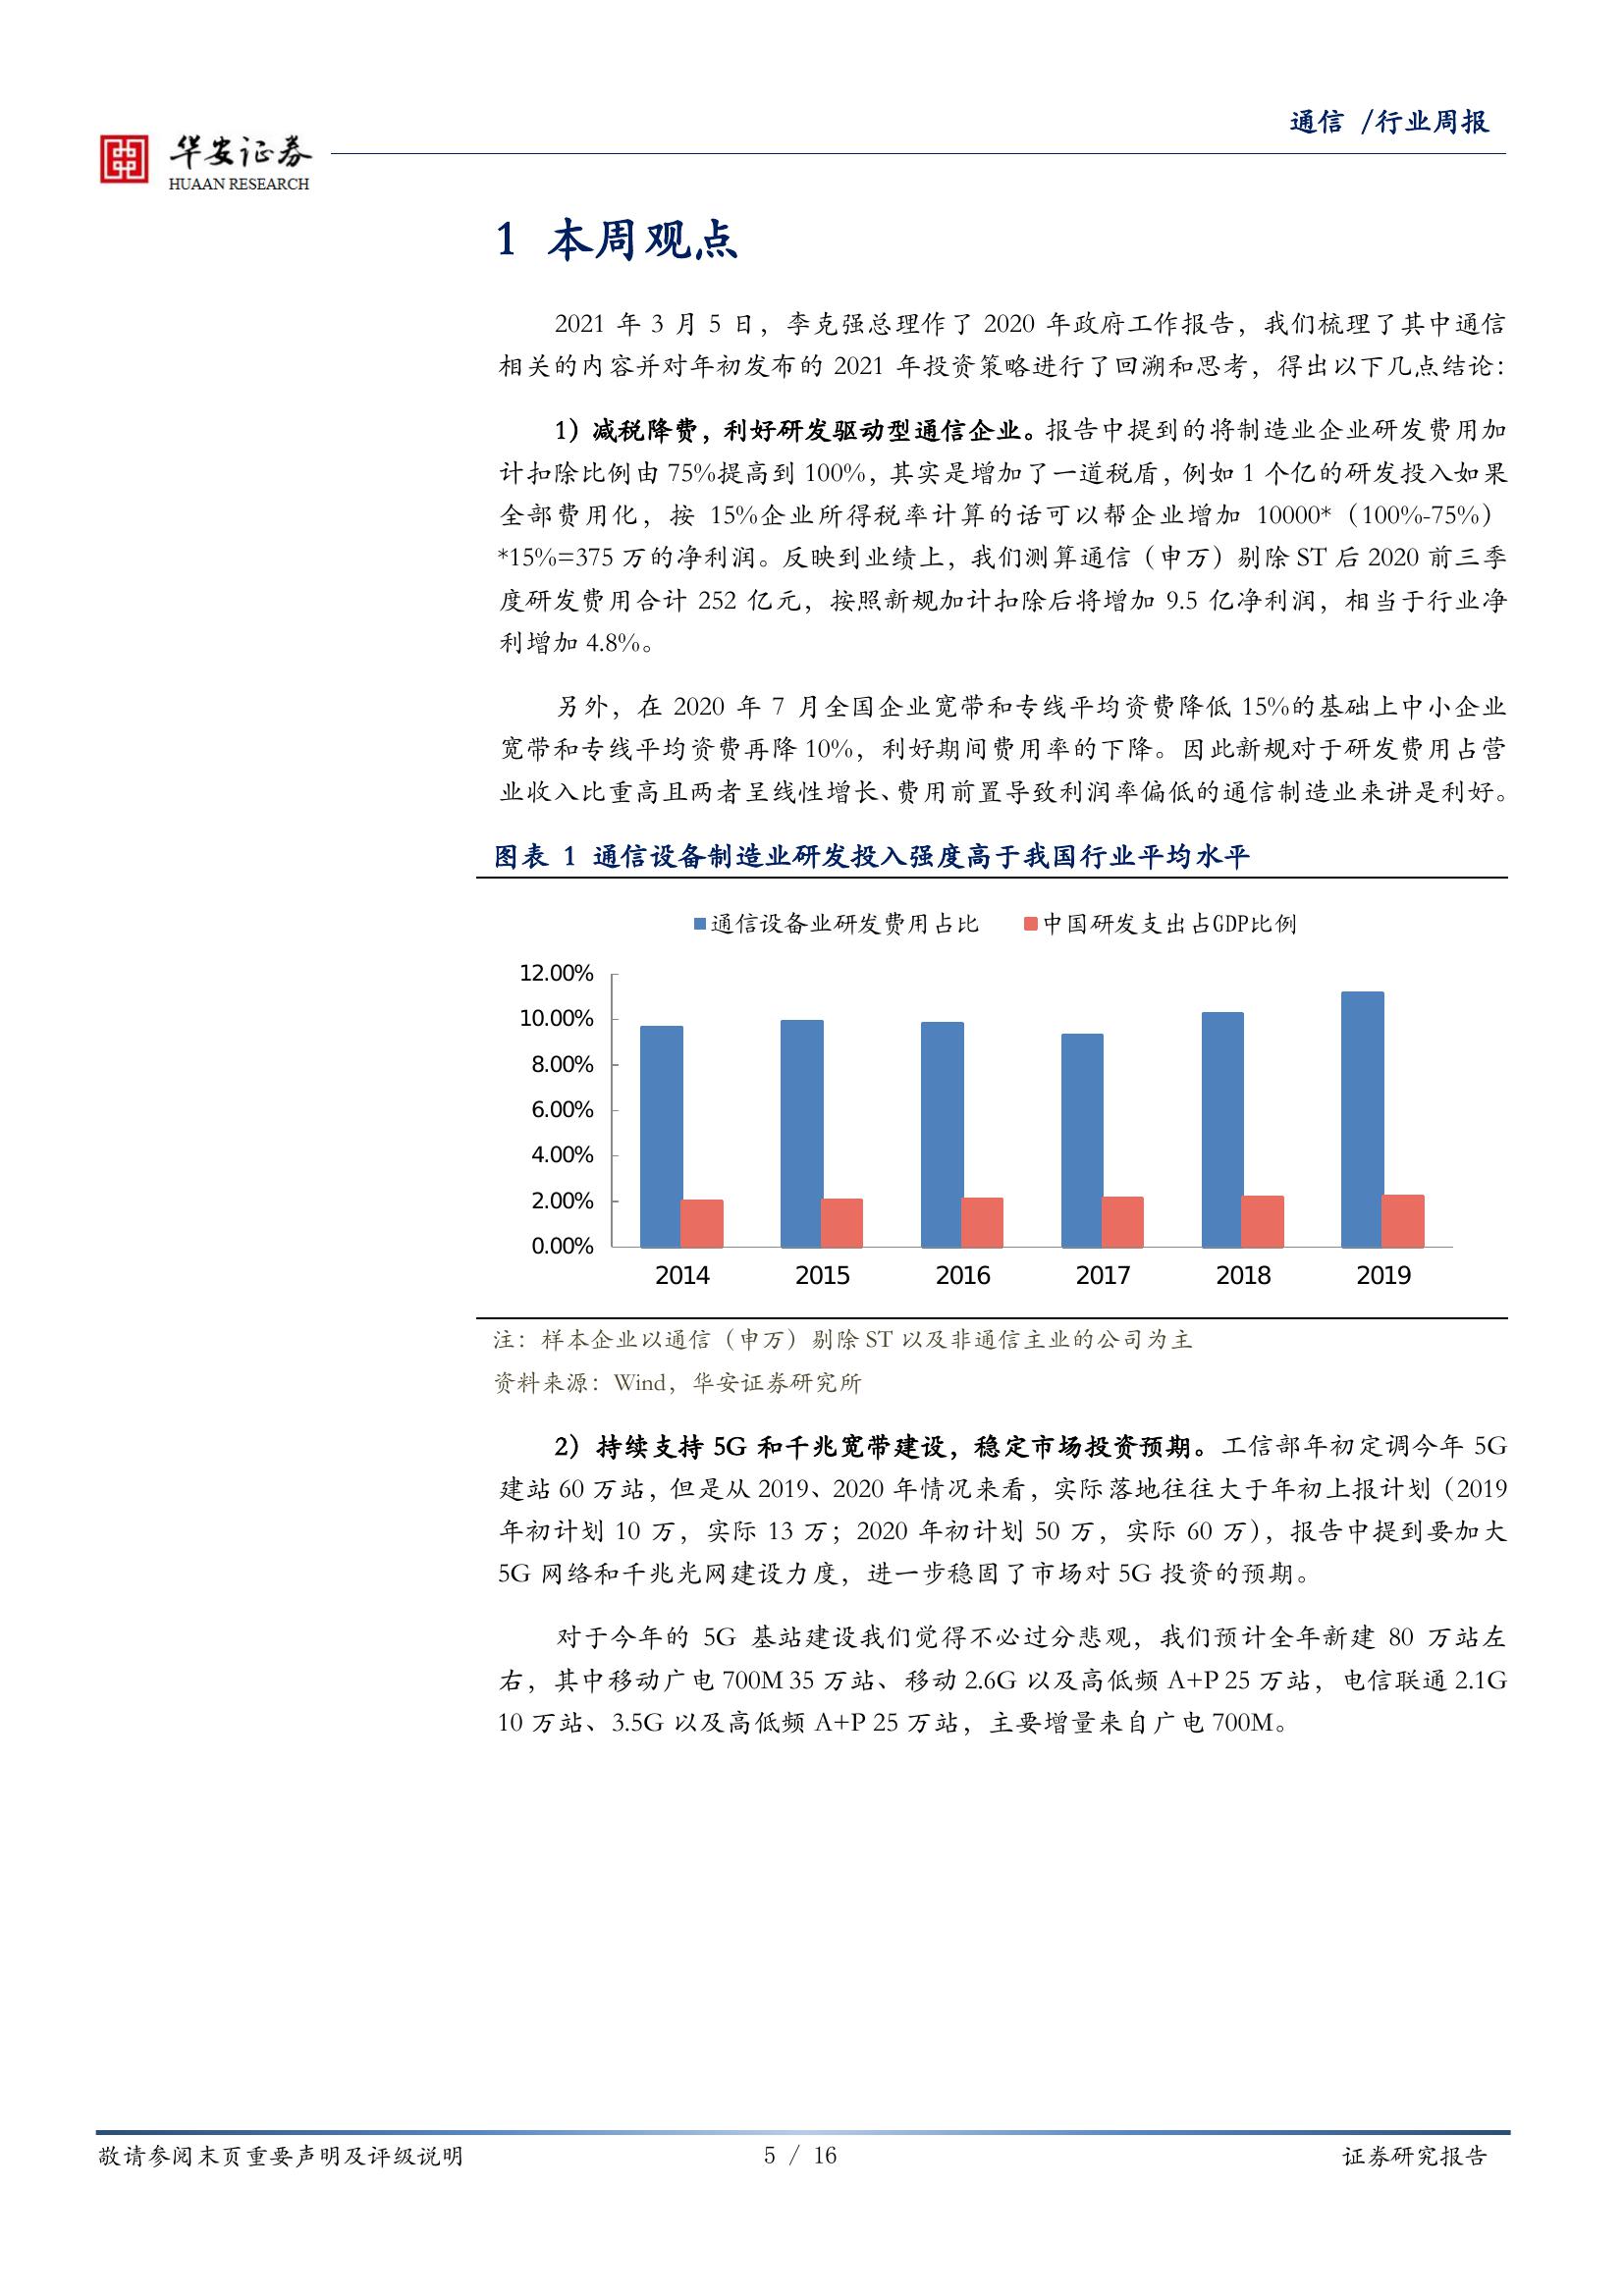 通信 /行业周报
华安证券
HUAAN RESEARCH
1 本周观点
2021 年 3 月 5 日，李克强总理作了 2020 年政府工作报告，我们梳理了其中通信
相关的内容并对年初发布的 2021 年投资策略进行了回溯和思考，得出以下几点结论：
1）减税降费，利好研发驱动型通信企业。报告中提到的将制造业企业研发费用加
计扣除比例由 75%提高到 100%，其实是增加了一道税盾，例如 1 个亿的研发投入如果
全部费用化，按 15%企业所得税率计算的话可以帮企业增加 10000*（100%-75%）
*15%=375 万的净利润。反映到业绩上，我们测算通信（申万）剔除 ST 后 2020 前三季
度研发费用合计 252 亿元，按照新规加计扣除后将增加 9.5 亿净利润，相当于行业净
利增加 4.8%。
另外，在 2020 年 7 月全国企业宽带和专线平均资费降低 15%的基础上中小企业
宽带和专线平均资费再降 10%，利好期间费用率的下降。因此新规对于研发费用占营
业收入比重高且两者呈线性增长、费用前置导致利润率偏低的通信制造业来讲是利好。
图表 1 通信设备制造业研发投入强度高于我国行业平均水平
通信设备业研发费用占比 中国研发支出占GDP比例
12.00%
10.00%
8.00%
6.00%
4.00%
2.00%
0.00%
2014 2015 2016 2017 2018 2019
注：样本企业以通信（申万）剔除 ST 以及非通信主业的公司为主
资料来源：Wind，华安证券研究所
2）持续支持 5G 和千兆宽带建设，稳定市场投资预期。工信部年初定调今年 5G
建站 60 万站，但是从 2019、2020 年情况来看，实际落地往往大于年初上报计划（2019
年初计划 10 万，实际 13 万；2020 年初计划 50 万，实际 60 万），报告中提到要加大
5G 网络和千兆光网建设力度，进一步稳固了市场对 5G 投资的预期。
对于今年的 5G 基站建设我们觉得不必过分悲观，我们预计全年新建 80 万站左
右，其中移动广电 700M 35 万站、移动 2.6G 以及高低频 A+P 25 万站，电信联通 2.1G
10 万站、3.5G 以及高低频 A+P 25 万站，主要增量来自广电 700M。
敬请参阅末页重要声明及评级说明 5 / 16 证券研究报告